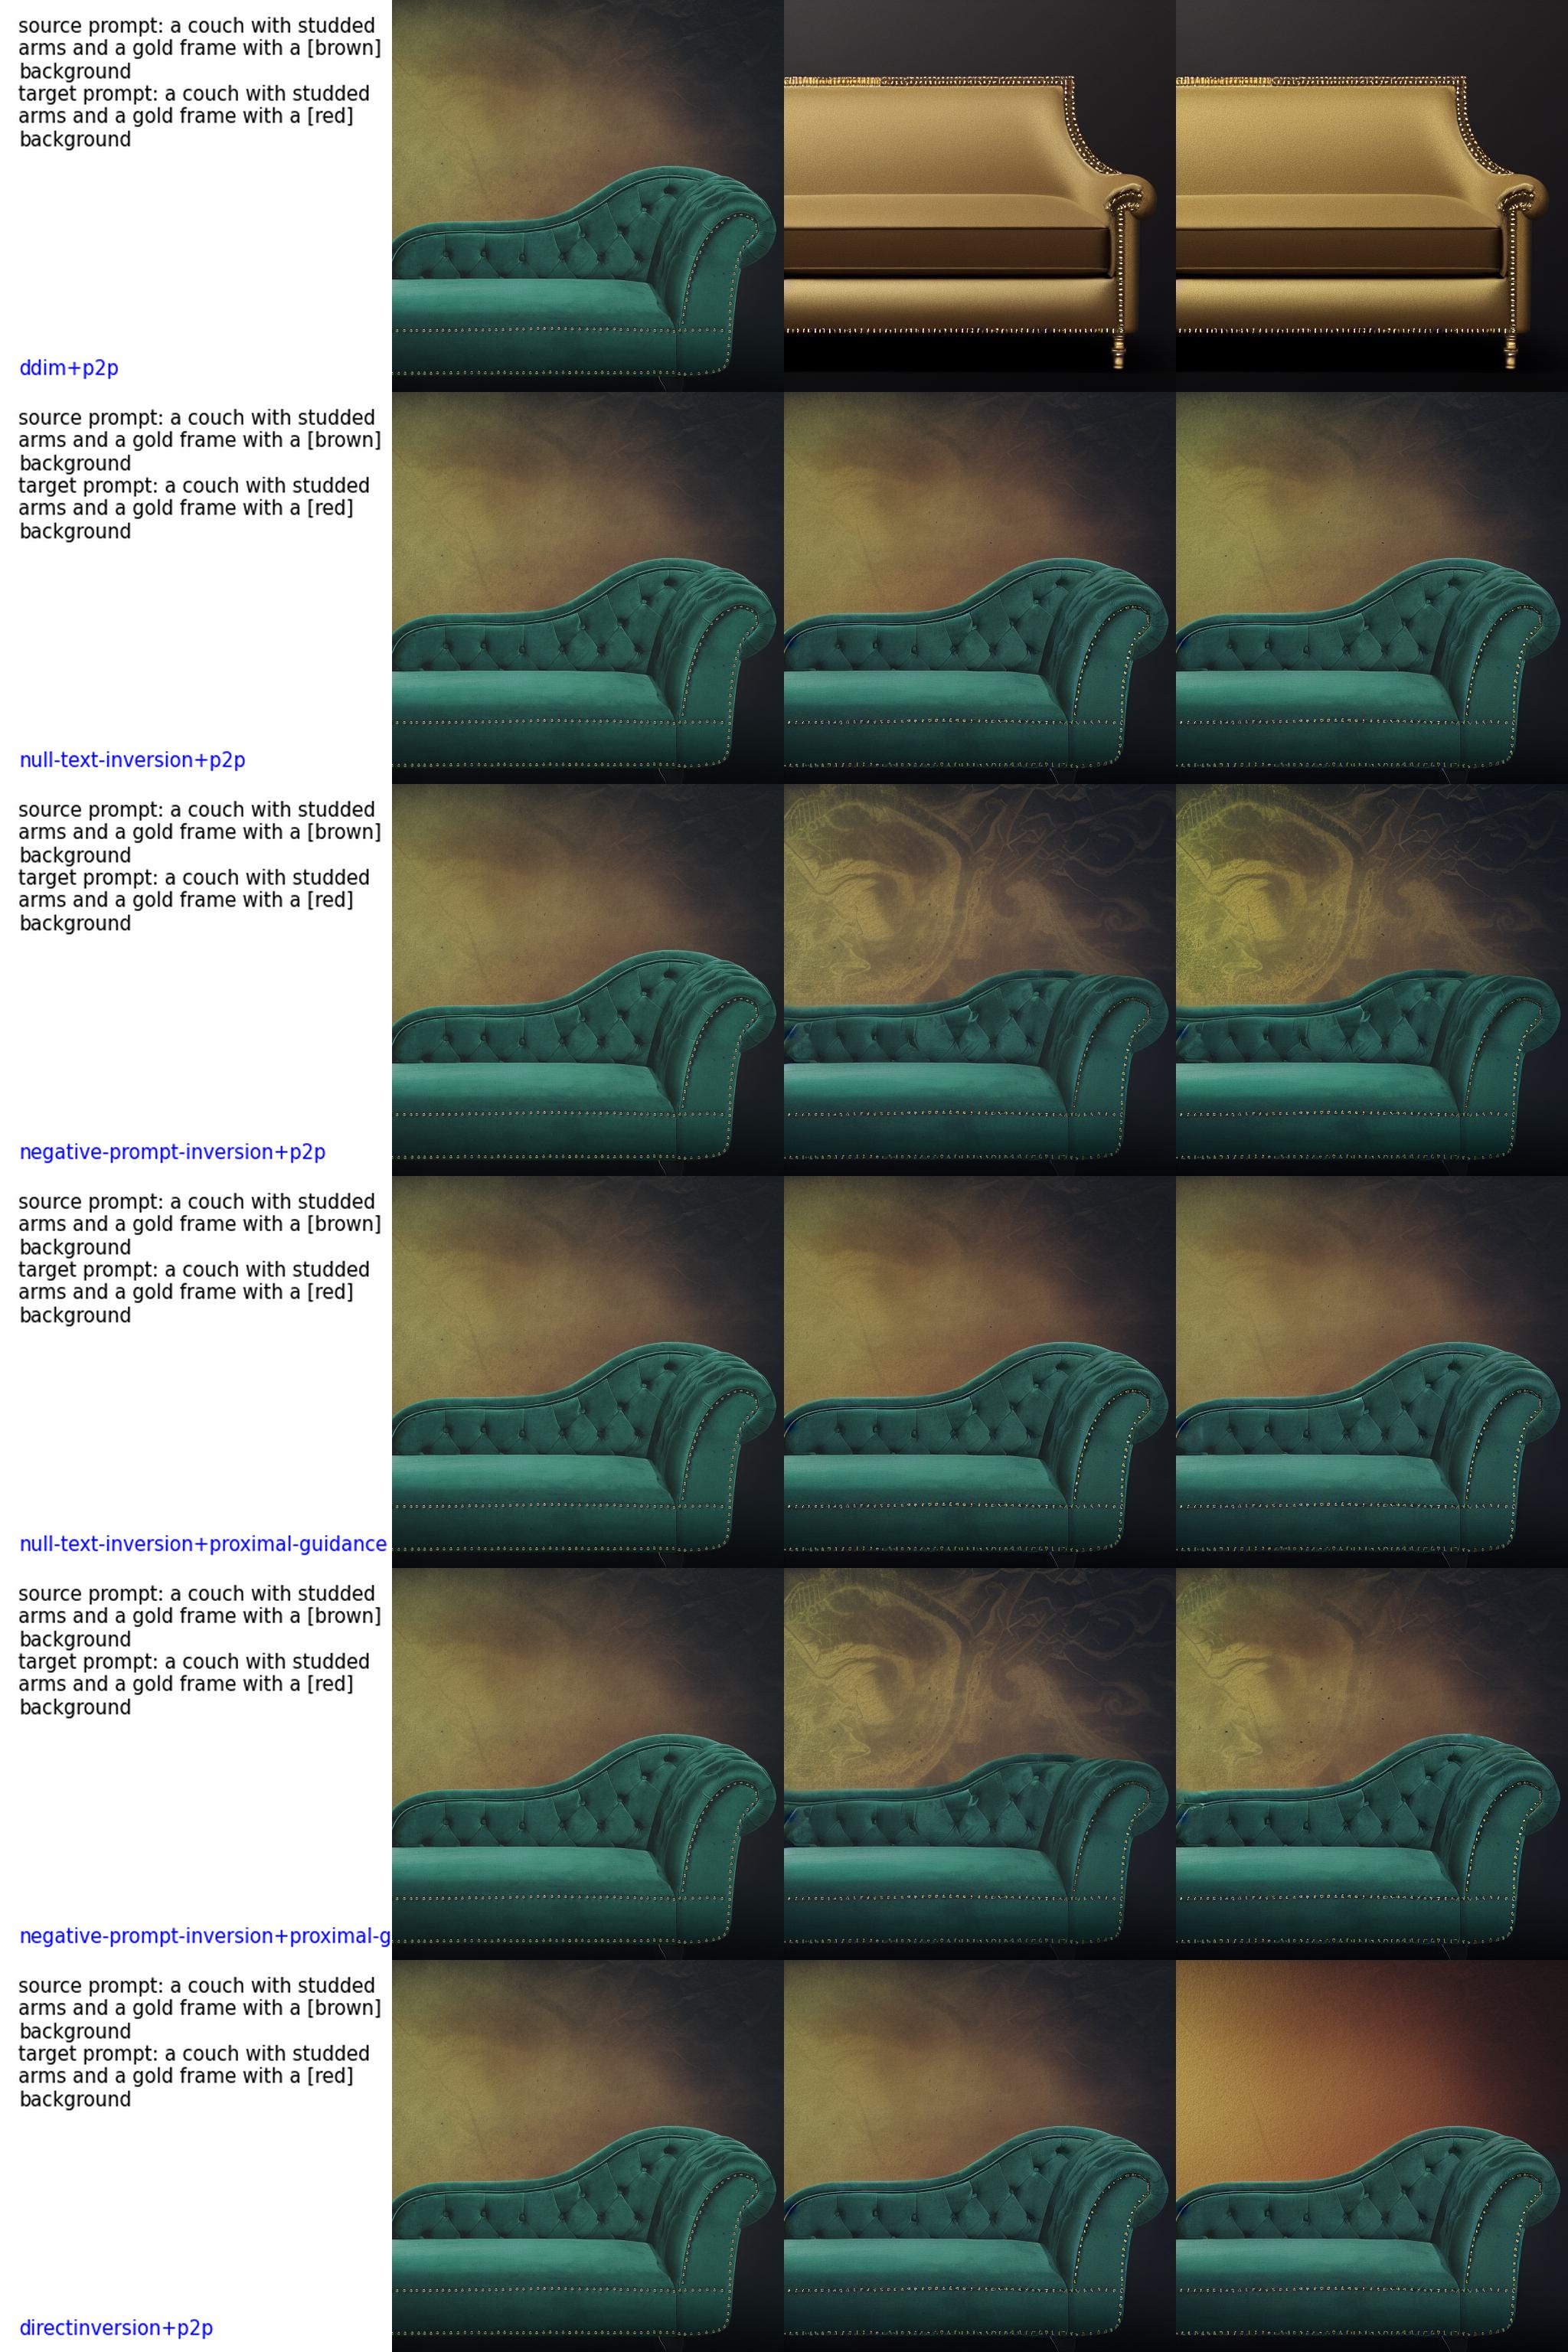 source prompt: a couch with studded
arms and a gold frame with a [brown]
background
target prompt: a couch with studded
arms and a gold frame with a [red]
background
ddim+p2p
source prompt: a couch with studded
arms and a gold frame with a [brown]
background
target prompt: a couch with studded
arms and a gold frame with a [red]
background
null-text-inversion+p2p
source prompt: a couch with studded
arms and a gold frame with a [brown]
background
target prompt: a couch with studded
arms and a gold frame with a [red]
background
negative-prompt-inversion+p2p
source prompt: a couch with studded
arms and a gold frame with a [brown]
background
target prompt: a couch with studded
arms and a gold frame with a [red]
background
null-text-inversion+proximal-guidance
source prompt: a couch with studded
arms and a gold frame with a [brown]
background
target prompt: a couch with studded
arms and a gold frame with a [red]
background
negative-prompt-inversion+proximal-g
source prompt: a couch with studded
arms and a gold frame with a [brown]
background
target prompt: a couch with studded
arms and a gold frame with a [red]
background
directinversion+p2p